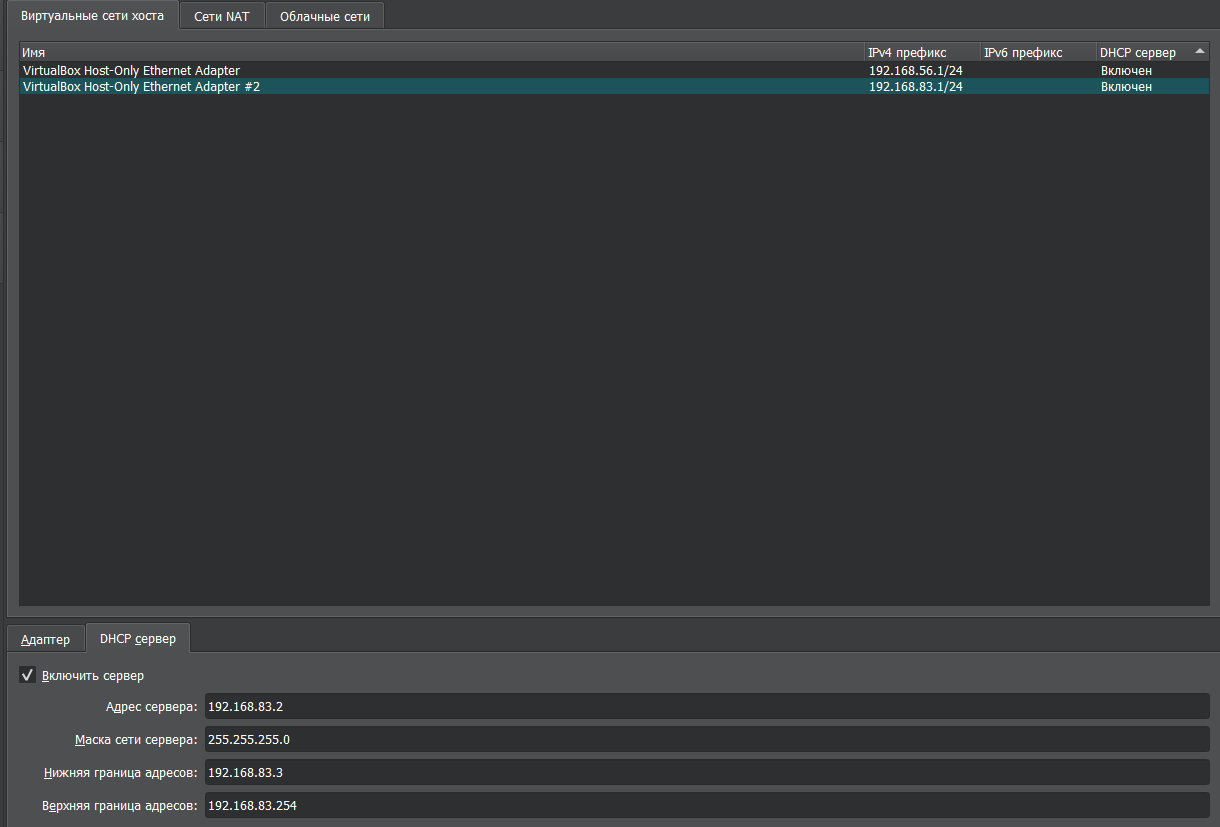 Виртуальные сети хоста Сети NAT Облачные сети
Имя IPv4 префикс IPv6 префикс DHCP сервер
VirtualBox Host-Only Ethernet Adapter 192.168.56.1/24 Включен
VirtualBox Host-Only Ethernet Adapter #2 192.168.83.1/24 Включен
Адаптер DHCP сервер
Включить сервер
Адрес сервера: 192.168.83.2
Маска сети сервера: 255.255.255.0
Нижняя граница адресов: 192.168.83.3
Верхняя граница адресов: 192.168.83.254